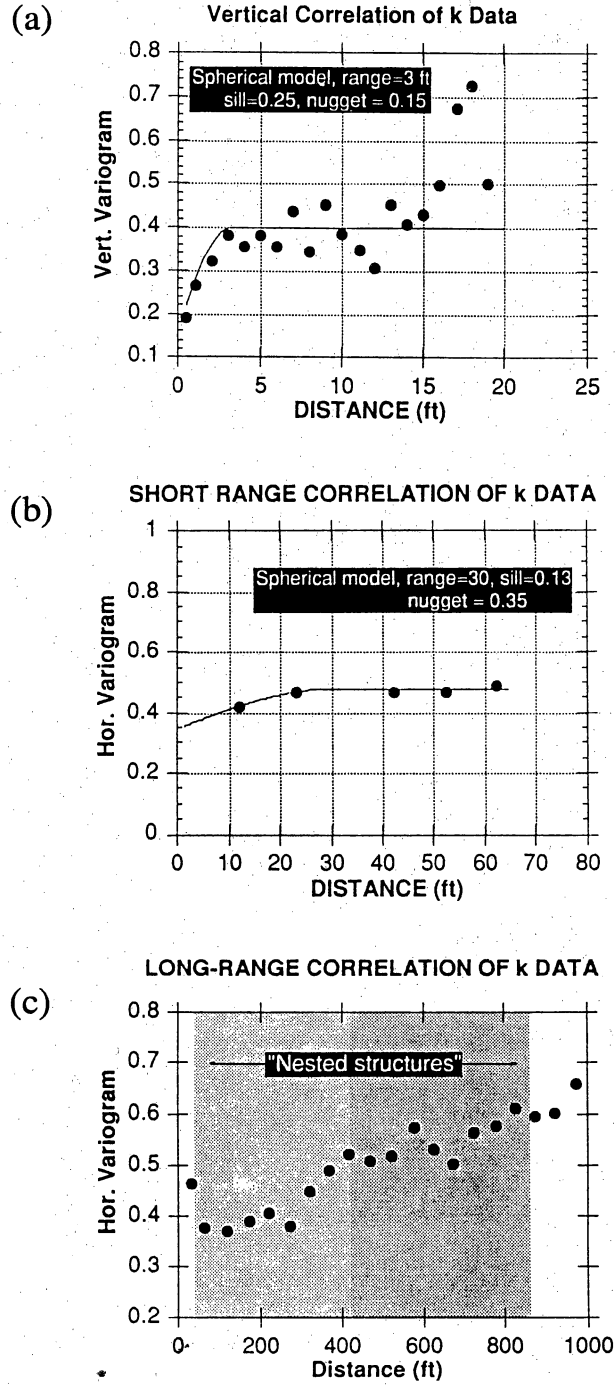 (a)
Vertical Correlation of k Data
0.8
0.7
0.6
0.5
0.4
0.3
0.2
0.1
Vert. Variogram
Spherical model, range=3 ft
sill=0.25, nugget = 0.15
0 5 10 15 20 25
DISTANCE (ft)
(b)
SHORT RANGE CORRELATION OF k DATA
1
0.8
0.6
0.4
0.2
0
Hor. Variogram
Spherical model, range=30, sill=0.13
nugget = 0.35
0 10 20 30 40 50 60 70 80
DISTANCE (ft)
(c)
LONG-RANGE CORRELATION OF k DATA
0.8
0.7
0.6
0.5
0.4
0.3
0.2
Hor. Variogram
"Nested structures"
0 200 400 600 800 1000
Distance (ft)